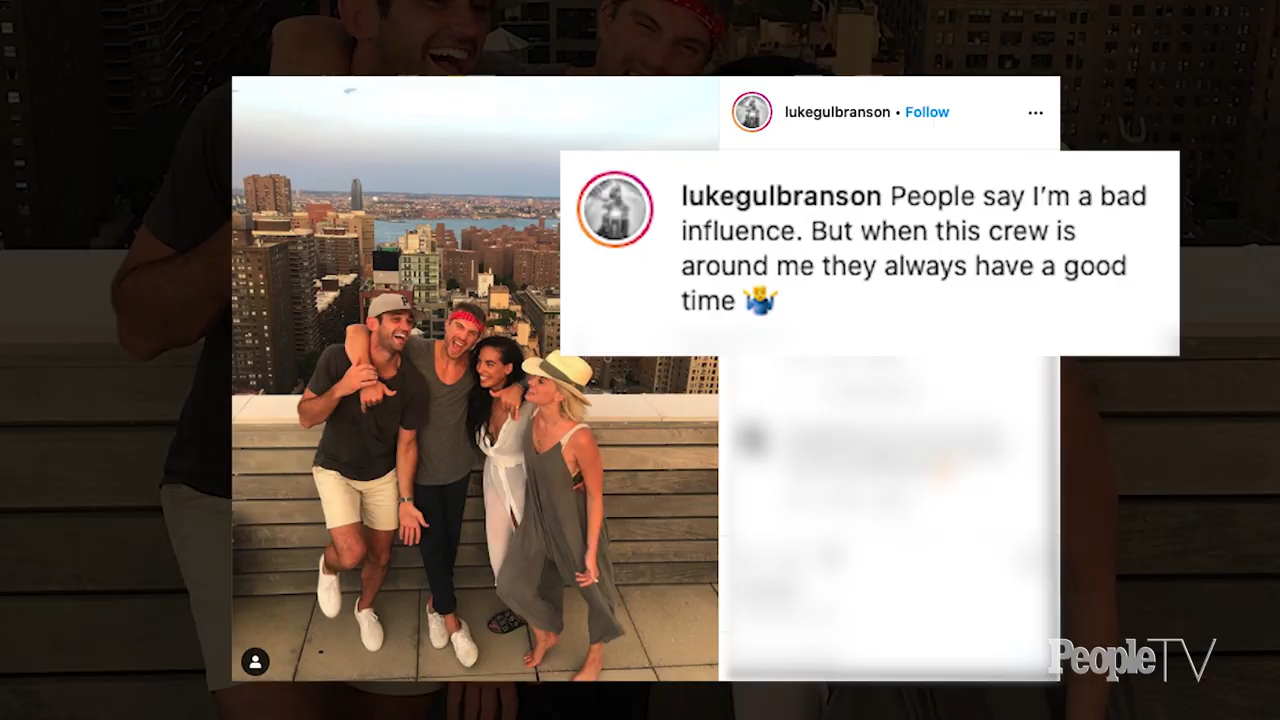 lukegulbranson • Follow
lukegulbranson People say I’m a bad
influence. But when this crew is
around me they always have a good
time 🤷‍♂️
PeopleTV